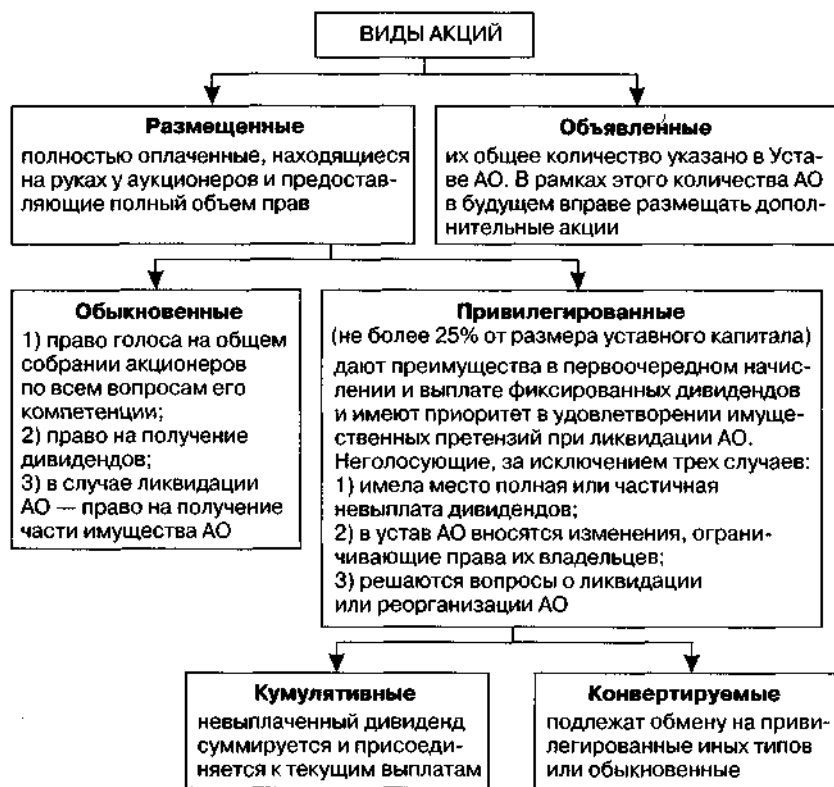 ВИДЫ АКЦИЙ
Размещенные
полностью оплаченные, находящиеся
на руках у аукционеров и предостав-
ляющие полный объем прав
Объявленные
их общее количество указано в Уста-
ве АО. В рамках этого количества АО
в будущем вправе размещать допол-
нительные акции
Обыкновенные
1) право голоса на общем
собрании акционеров
по всем вопросам его
компетенции;
2) право на получение
дивидендов;
3) в случае ликвидации
АО — право на получение
части имущества АО
Привилегированные
(не более 25% от размера уставного капитала)
дают преимущества в первоочередном начис-
лении и выплате фиксированных дивидендов
и имеют приоритет в удовлетворении имуще-
ственных претензий при ликвидации АО.
Неголосующие, за исключением трех случаев:
1) имела место полная или частичная
невыплата дивидендов;
2) в устав АО вносятся изменения, ограни-
чивающие права их владельцев;
3) решаются вопросы о ликвидации
или реорганизации АО
Кумулятивные
невыплаченный дивиденд
суммируется и присоеди-
няется к текущим выплатам
Конвертируемые
подлежат обмену на приви-
легированные иных типов
или обыкновенные